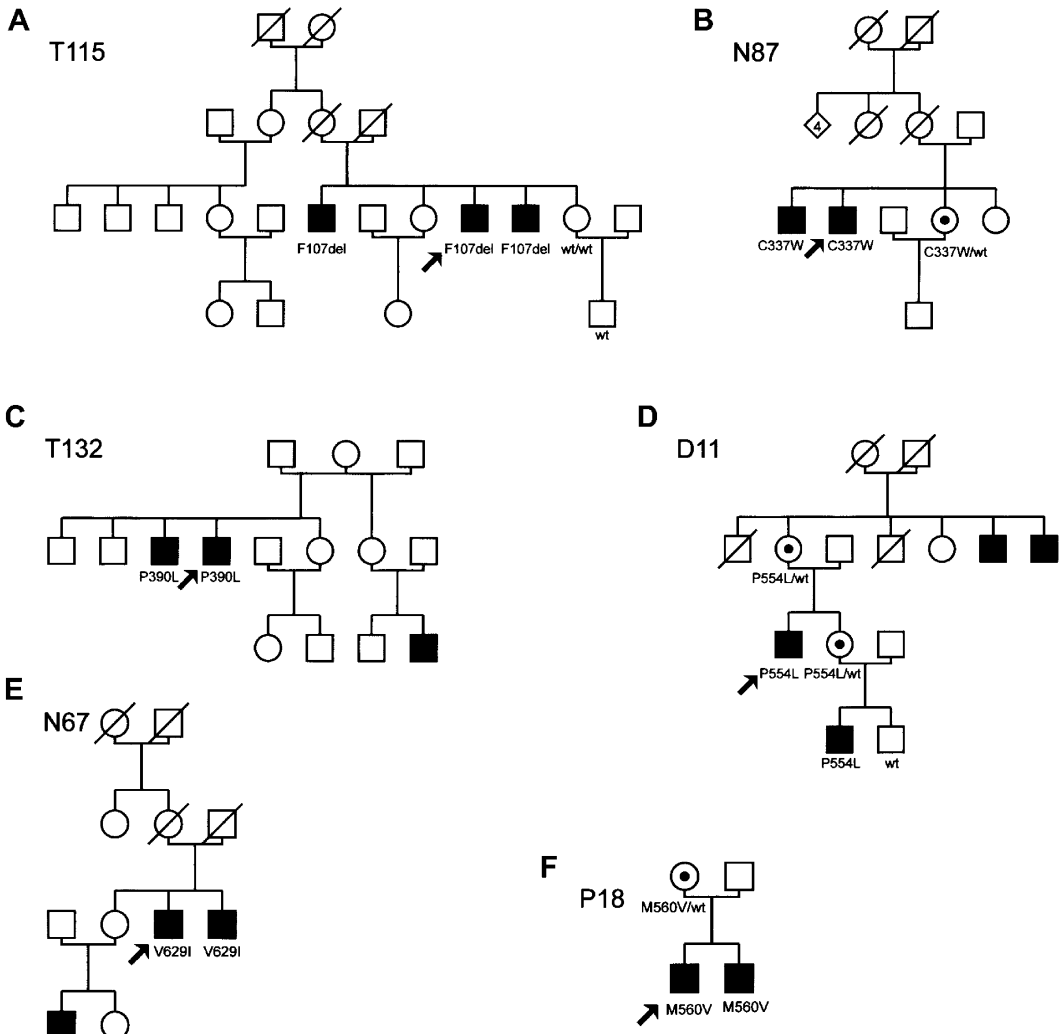 A
T115
F107del
F107del
F107del
wt/wt
wt
B
N87
4
C337W
C337W
C337W/wt
C
T132
P390L
P390L
D
D11
P554L/wt
P554L
P554L/wt
P554L
wt
E
N67
V629I
V629I
F
P18
M560V/wt
M560V
M560V